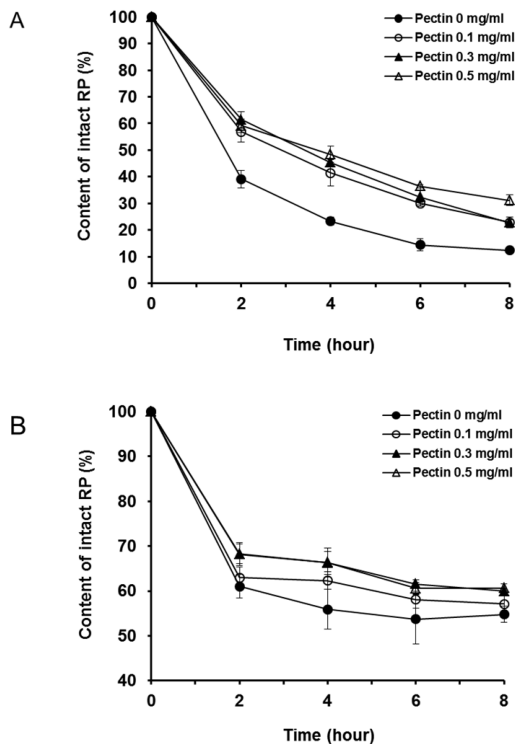 A
Content of intact RP (%)
100
90
80
70
60
50
40
30
20
10
0
0 2 4 6 8
Time (hour)
Pectin 0 mg/ml
Pectin 0.1 mg/ml
Pectin 0.3 mg/ml
Pectin 0.5 mg/ml
B
Content of intact RP (%)
100
90
80
70
60
50
40
0 2 4 6 8
Time (hour)
Pectin 0 mg/ml
Pectin 0.1 mg/ml
Pectin 0.3 mg/ml
Pectin 0.5 mg/ml